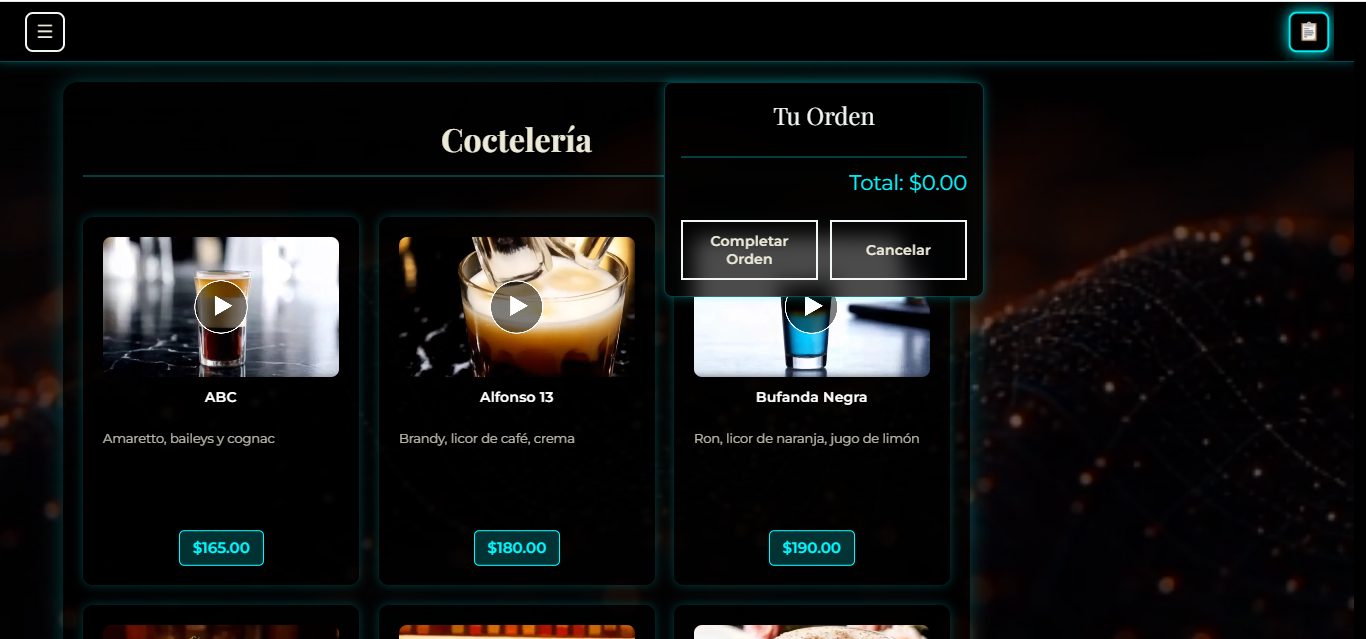 Coctelería
Tu Orden
Total: $0.00
Completar
Orden
Cancelar
ABC
Amaretto, baileys y cognac
$165.00
Alfonso 13
Brandy, licor de café, crema
$180.00
Bufanda Negra
Ron, licor de naranja, jugo de limón
$190.00